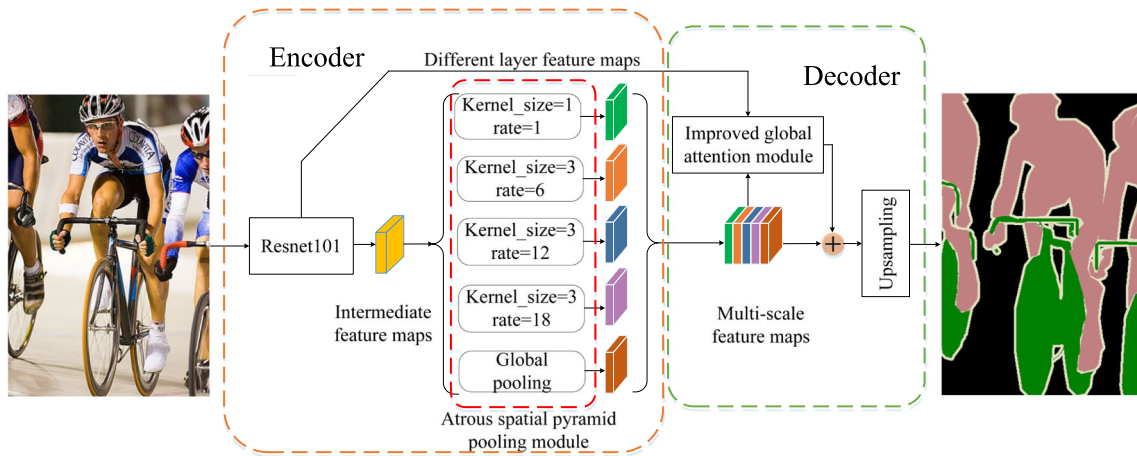 Encoder
Different layer feature maps
Decoder
Kernel_size=1
rate=1
Kernel_size=3
rate=6
Kernel_size=3
rate=12
Kernel_size=3
rate=18
Global
pooling
Atrous spatial pyramid
pooling module
Resnet101
Intermediate
feature maps
Improved global
attention module
Multi-scale
feature maps
+
Upsampling
COLAVITA